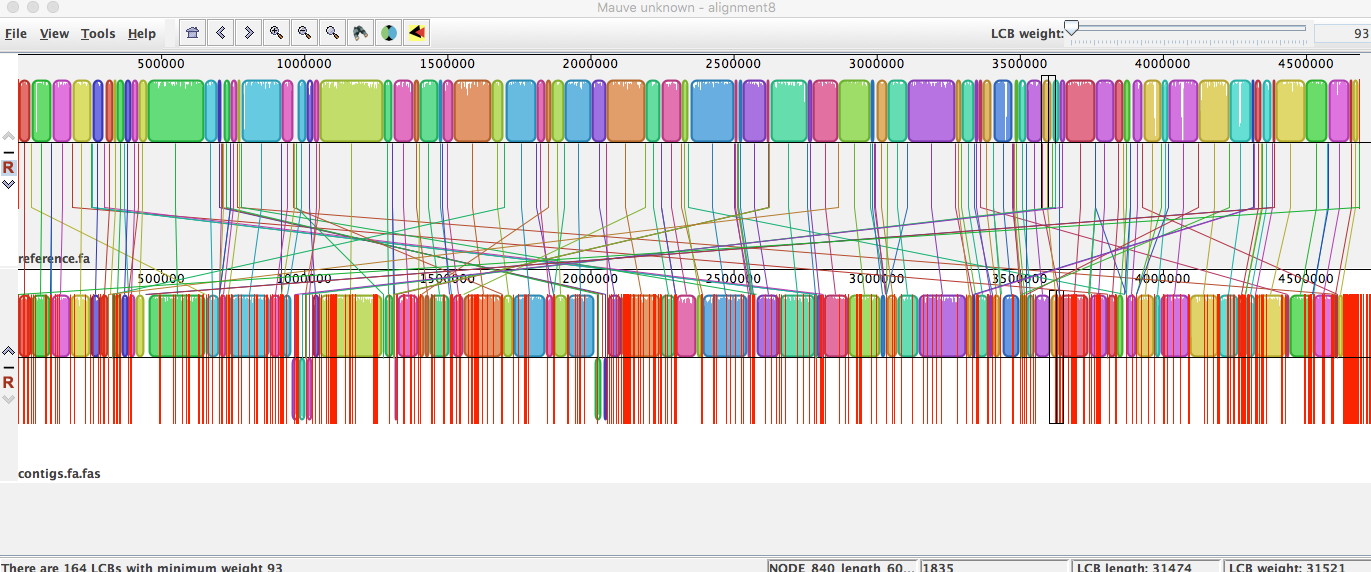 Mauve unknown - alignment8
File View Tools Help LCB weight: 93
500000 1000000 1500000 2000000 2500000 3000000 3500000 4000000 4500000
R
reference.fa
500000 1000000 1500000 2000000 2500000 3000000 3500000 4000000 4500000
R
contigs.fa.fas
There are 164 LCBs with minimum weight 93 NODE_840_length_60... 1835 LCB length: 31474 LCB weight: 31521